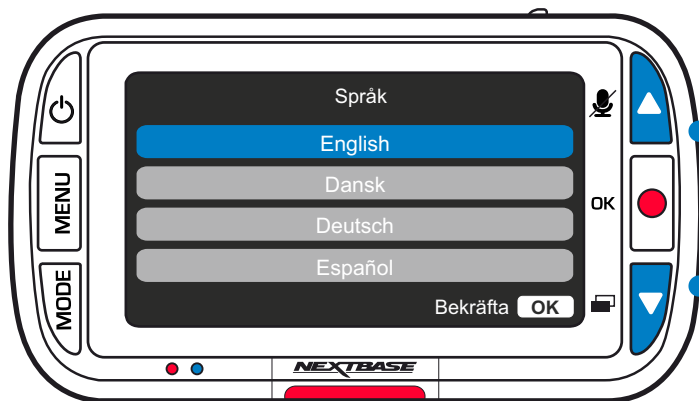 Språk
English
Dansk
Deutsch
Español
Bekräfta OK
MENU
MODE
OK
NEXTBASE